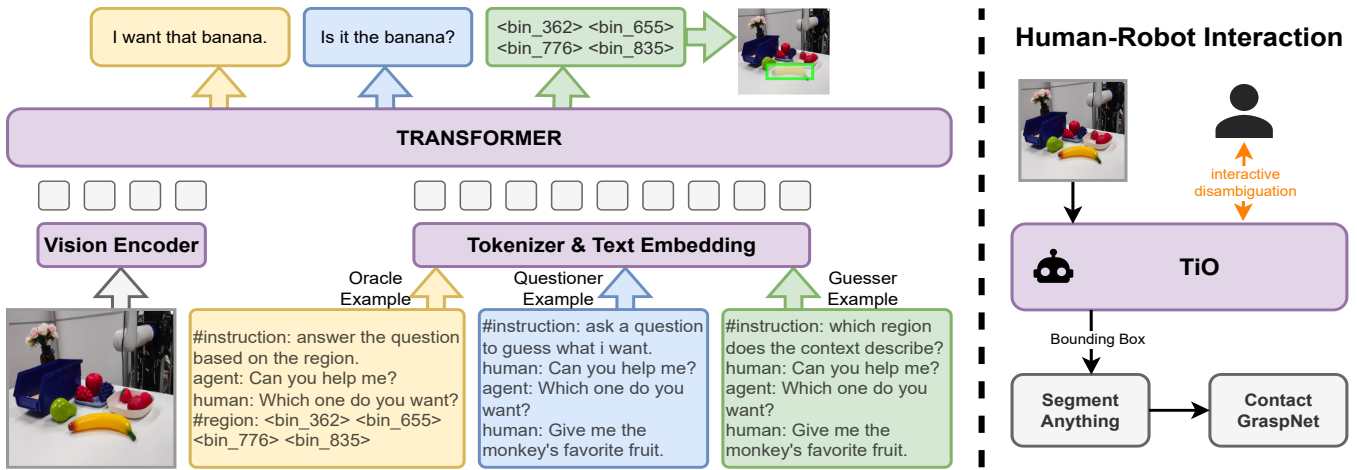 I want that banana.
Is it the banana?
<bin_362> <bin_655>
<bin_776> <bin_835>
TRANSFORMER
Vision Encoder
Tokenizer & Text Embedding
Oracle
Example
Questioner
Example
Guesser
Example
#instruction: answer the question
based on the region.
agent: Can you help me?
human: Which one do you want?
#region: <bin_362> <bin_655>
<bin_776> <bin_835>
#instruction: ask a question
to guess what i want.
human: Can you help me?
agent: Which one do you
want?
human: Give me the
monkey's favorite fruit.
#instruction: which region
does the context describe?
human: Can you help me?
agent: Which one do you
want?
human: Give me the
monkey's favorite fruit.
Human-Robot Interaction
interactive
disambiguation
TiO
Bounding Box
Segment
Anything
Contact
GraspNet